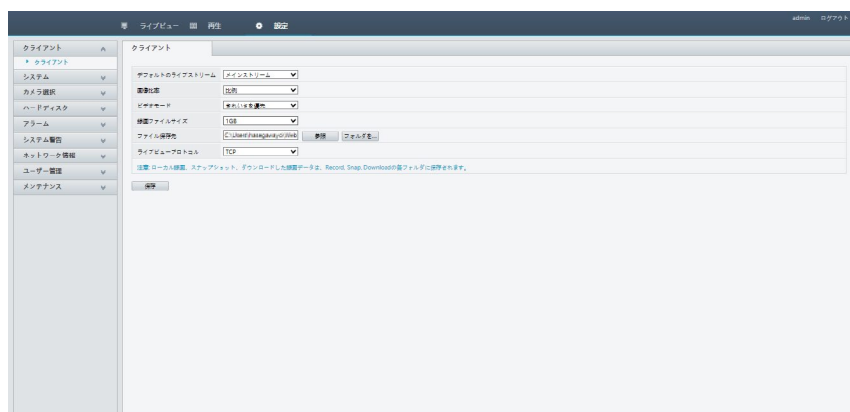 ライブビュー 再生 設定 admin ログアウト
クライアント
クライアント
システム
カメラ選択
ハードディスク
アラーム
システム警告
ネットワーク情報
ユーザー管理
メンテナンス
クライアント
デフォルトのライブストリーム メインストリーム
画像比率 比例
ビデオモード きれいさを優先
録画ファイルサイズ 1GB
ファイル保存先 参照 フォルダを...
ライブビュープロトコル TCP
注意:ローカル録画、スナップショット、ダウンロードした録画データは、Record, Snap, Downloadの各フォルダに保存されます。
保存